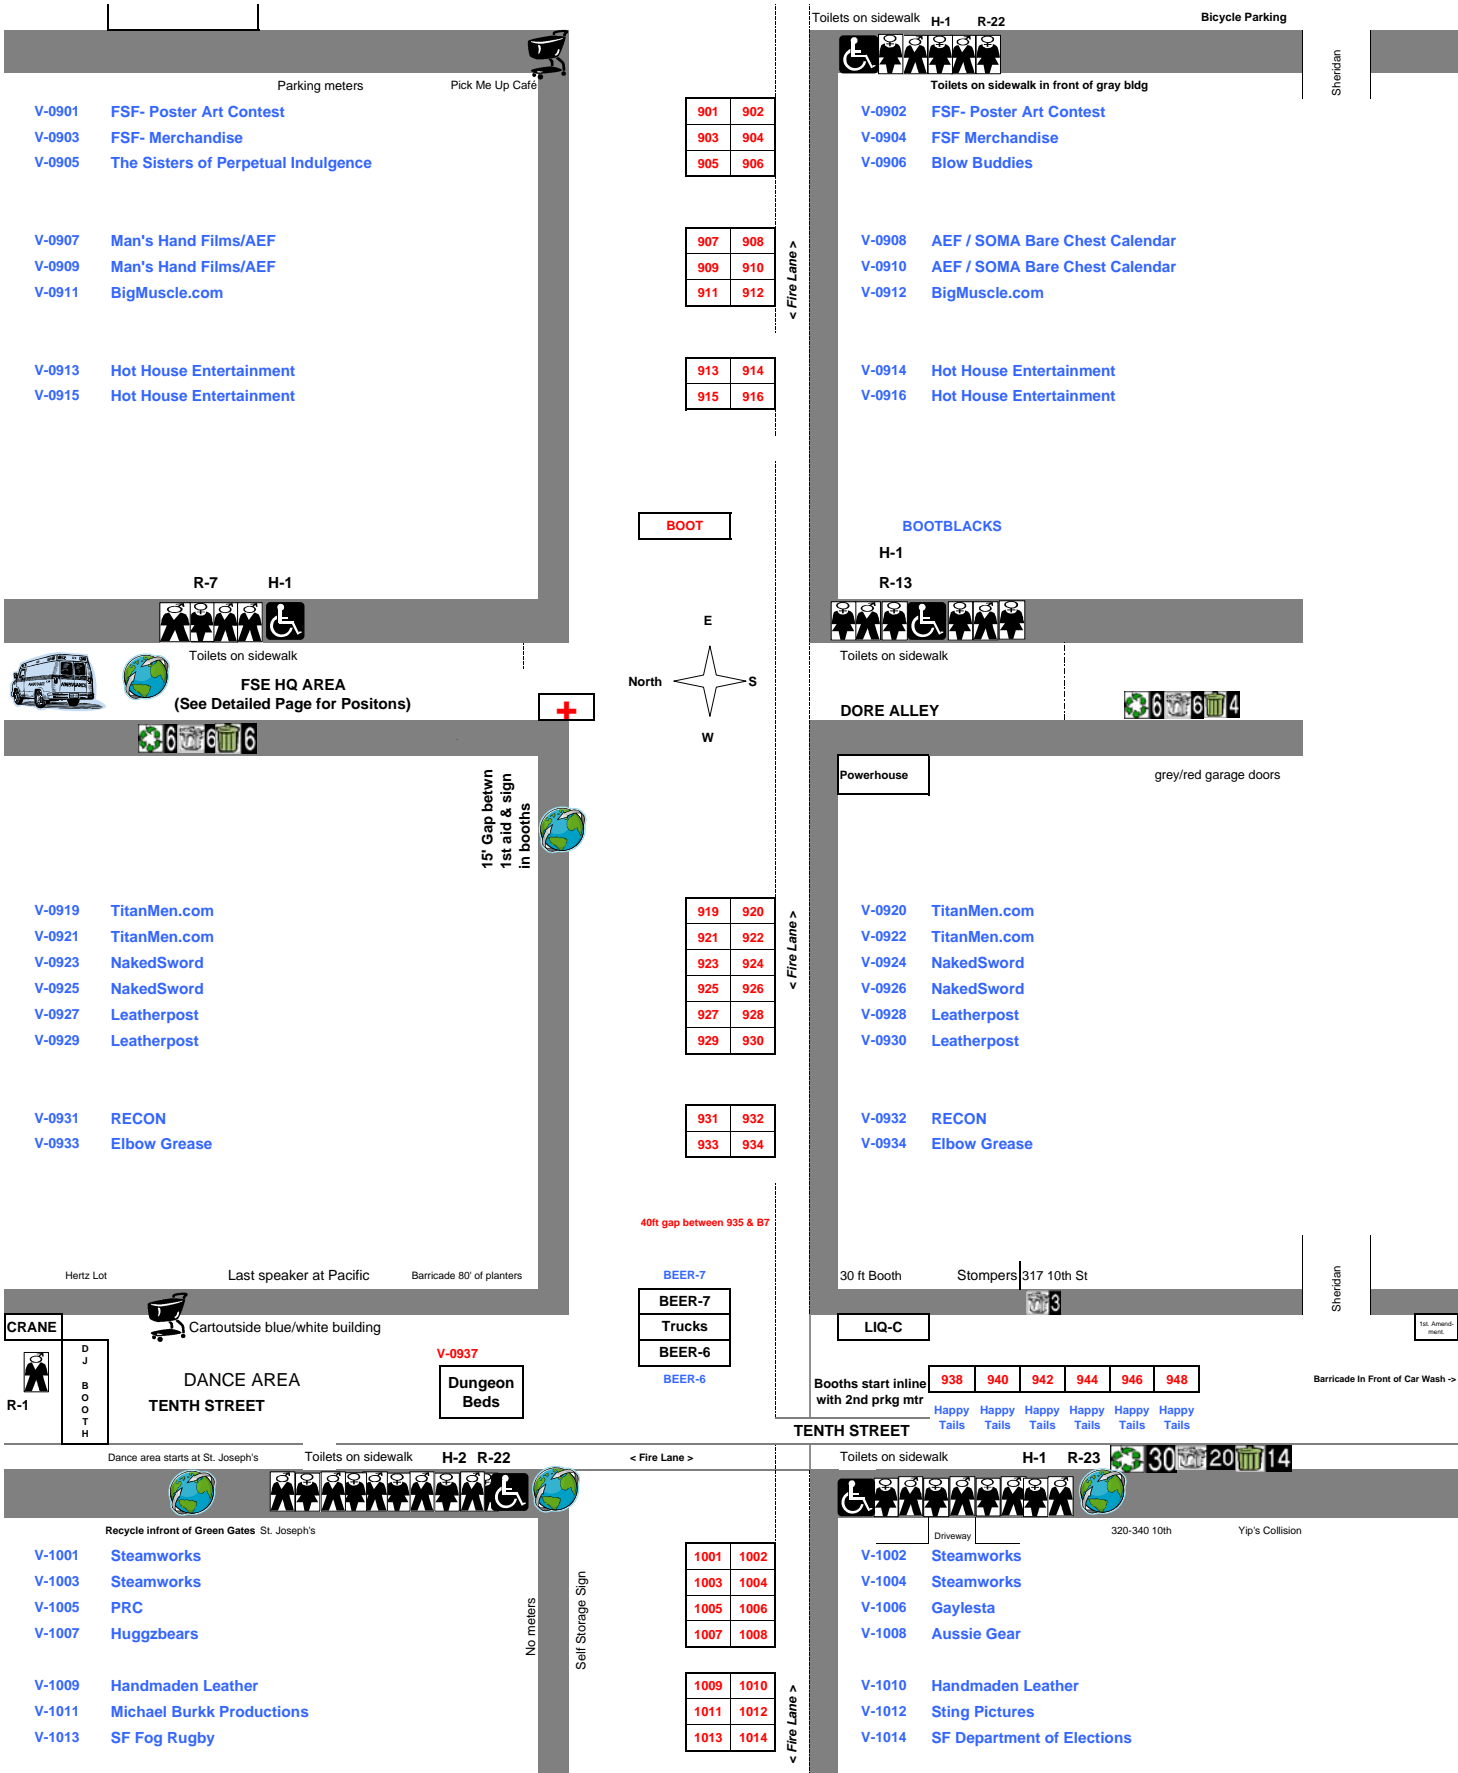 Toilets on sidewalk H-1 R-22 Bicycle Parking
Sheridan
Parking meters Pick Me Up Café Toilets on sidewalk in front of gray bldg
V-0901 FSF- Poster Art Contest 901 902 V-0902 FSF- Poster Art Contest
V-0903 FSF- Merchandise 903 904 V-0904 FSF Merchandise
V-0905 The Sisters of Perpetual Indulgence 905 906 V-0906 Blow Buddies
V-0907 Man's Hand Films/AEF 907 908 V-0908 AEF / SOMA Bare Chest Calendar
V-0909 Man's Hand Films/AEF 909 910 V-0910 AEF / SOMA Bare Chest Calendar
V-0911 BigMuscle.com 911 912 V-0912 BigMuscle.com
< Fire Lane >
V-0913 Hot House Entertainment 913 914 V-0914 Hot House Entertainment
V-0915 Hot House Entertainment 915 916 V-0916 Hot House Entertainment
BOOT BOOTBLACKS
H-1
R-7 H-1 R-13
E
Toilets on sidewalk Toilets on sidewalk
FSE HQ AREA North S
(See Detailed Page for Positons) DORE ALLEY 6 6 4
6 6 6 W
Powerhouse grey/red garage doors
15' Gap betwn
1st aid & sign
in booths
V-0919 TitanMen.com 919 920 V-0920 TitanMen.com
V-0921 TitanMen.com 921 922 V-0922 TitanMen.com
V-0923 NakedSword 923 924 V-0924 NakedSword
V-0925 NakedSword 925 926 V-0926 NakedSword
V-0927 Leatherpost 927 928 V-0928 Leatherpost
V-0929 Leatherpost 929 930 V-0930 Leatherpost
< Fire Lane >
V-0931 RECON 931 932 V-0932 RECON
V-0933 Elbow Grease 933 934 V-0934 Elbow Grease
40ft gap between 935 & B7
Hertz Lot Last speaker at Pacific Barricade 80' of planters BEER-7 30 ft Booth Stompers 317 10th St
Sheridan
BEER-7 3
CRANE Cartoutside blue/white building Trucks LIQ-C 1st. Amend-
ment.
V-0937 BEER-6
DJ BOOTH
DANCE AREA Dungeon BEER-6 Booths start inline 938 940 942 944 946 948 Barricade In Front of Car Wash ->
R-1 TENTH STREET Beds with 2nd prkg mtr
Happy Happy Happy Happy Happy Happy
Tails Tails Tails Tails Tails Tails
TENTH STREET
Dance area starts at St. Joseph's Toilets on sidewalk H-2 R-22 < Fire Lane > Toilets on sidewalk H-1 R-23 30 20 14
Recycle infront of Green Gates St. Joseph's Driveway 320-340 10th Yip's Collision
V-1001 Steamworks 1001 1002 V-1002 Steamworks
V-1003 Steamworks 1003 1004 V-1004 Steamworks
V-1005 PRC 1005 1006 V-1006 Gaylesta
V-1007 Huggzbears 1007 1008 V-1008 Aussie Gear
No meters
Self Storage Sign
V-1009 Handmaden Leather 1009 1010 V-1010 Handmaden Leather
V-1011 Michael Burkk Productions 1011 1012 V-1012 Sting Pictures
V-1013 SF Fog Rugby 1013 1014 V-1014 SF Department of Elections
< Fire Lane >